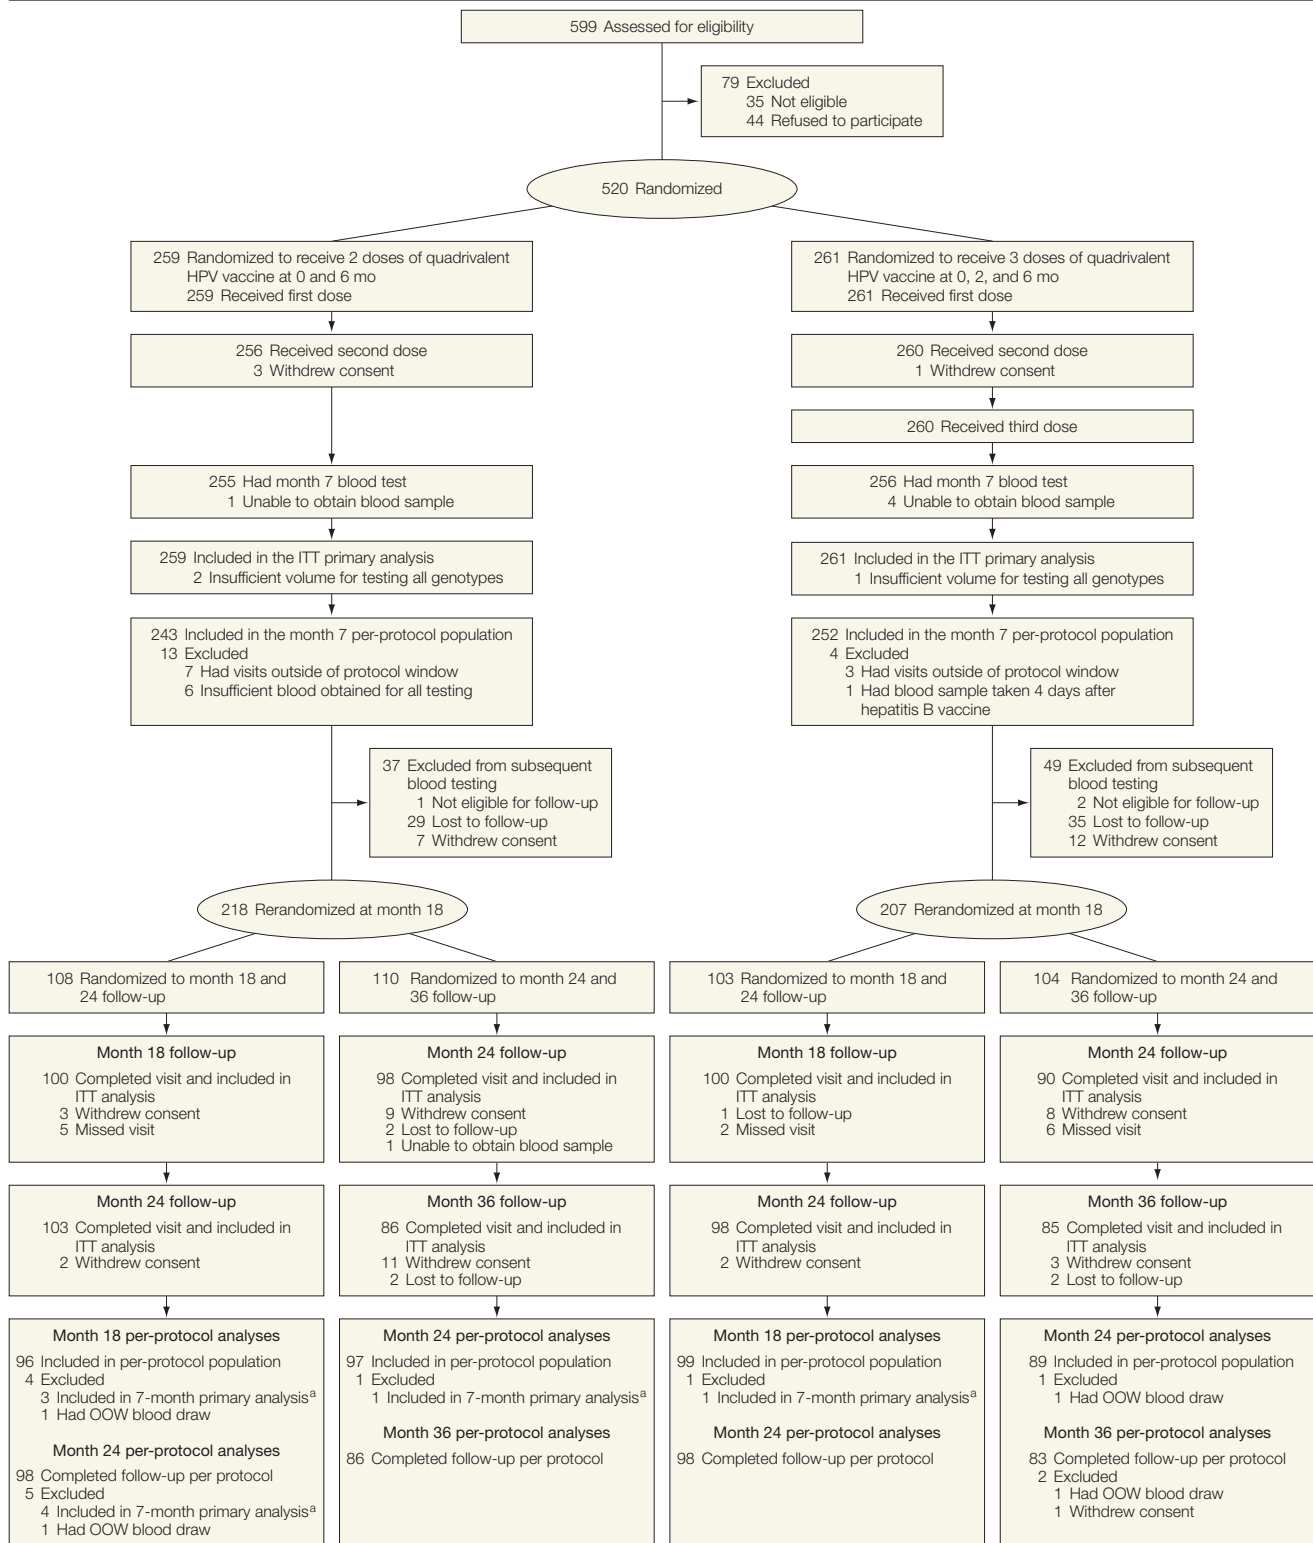 599 Assessed for eligibility
79 Excluded
35 Not eligible
44 Refused to participate
520 Randomized
259 Randomized to receive 2 doses of quadrivalent
HPV vaccine at 0 and 6 mo
259 Received first dose
261 Randomized to receive 3 doses of quadrivalent
HPV vaccine at 0, 2, and 6 mo
261 Received first dose
256 Received second dose
3 Withdrew consent
260 Received second dose
1 Withdrew consent
260 Received third dose
255 Had month 7 blood test
1 Unable to obtain blood sample
256 Had month 7 blood test
4 Unable to obtain blood sample
259 Included in the ITT primary analysis
2 Insufficient volume for testing all genotypes
261 Included in the ITT primary analysis
1 Insufficient volume for testing all genotypes
243 Included in the month 7 per-protocol population
13 Excluded
7 Had visits outside of protocol window
6 Insufficient blood obtained for all testing
252 Included in the month 7 per-protocol population
4 Excluded
3 Had visits outside of protocol window
1 Had blood sample taken 4 days after
hepatitis B vaccine
37 Excluded from subsequent
blood testing
1 Not eligible for follow-up
29 Lost to follow-up
7 Withdrew consent
49 Excluded from subsequent
blood testing
2 Not eligible for follow-up
35 Lost to follow-up
12 Withdrew consent
218 Rerandomized at month 18
207 Rerandomized at month 18
108 Randomized to month 18 and
24 follow-up
110 Randomized to month 24 and
36 follow-up
103 Randomized to month 18 and
24 follow-up
104 Randomized to month 24 and
36 follow-up
Month 18 follow-up
100 Completed visit and included in
ITT analysis
3 Withdrew consent
5 Missed visit
Month 24 follow-up
98 Completed visit and included in
ITT analysis
9 Withdrew consent
2 Lost to follow-up
1 Unable to obtain blood sample
Month 18 follow-up
100 Completed visit and included in
ITT analysis
1 Lost to follow-up
2 Missed visit
Month 24 follow-up
90 Completed visit and included in
ITT analysis
8 Withdrew consent
6 Missed visit
Month 24 follow-up
103 Completed visit and included in
ITT analysis
2 Withdrew consent
Month 36 follow-up
86 Completed visit and included in
ITT analysis
11 Withdrew consent
2 Lost to follow-up
Month 24 follow-up
98 Completed visit and included in
ITT analysis
2 Withdrew consent
Month 36 follow-up
85 Completed visit and included in
ITT analysis
3 Withdrew consent
2 Lost to follow-up
Month 18 per-protocol analyses
96 Included in per-protocol population
4 Excluded
3 Included in 7-month primary analysisa
1 Had OOW blood draw
Month 24 per-protocol analyses
98 Completed follow-up per protocol
5 Excluded
4 Included in 7-month primary analysisa
1 Had OOW blood draw
Month 24 per-protocol analyses
97 Included in per-protocol population
1 Excluded
1 Included in 7-month primary analysisa
Month 36 per-protocol analyses
86 Completed follow-up per protocol
Month 18 per-protocol analyses
99 Included in per-protocol population
1 Excluded
1 Included in 7-month primary analysisa
Month 24 per-protocol analyses
98 Completed follow-up per protocol
Month 24 per-protocol analyses
89 Included in per-protocol population
1 Excluded
1 Had OOW blood draw
Month 36 per-protocol analyses
83 Completed follow-up per protocol
2 Excluded
1 Had OOW blood draw
1 Withdrew consent